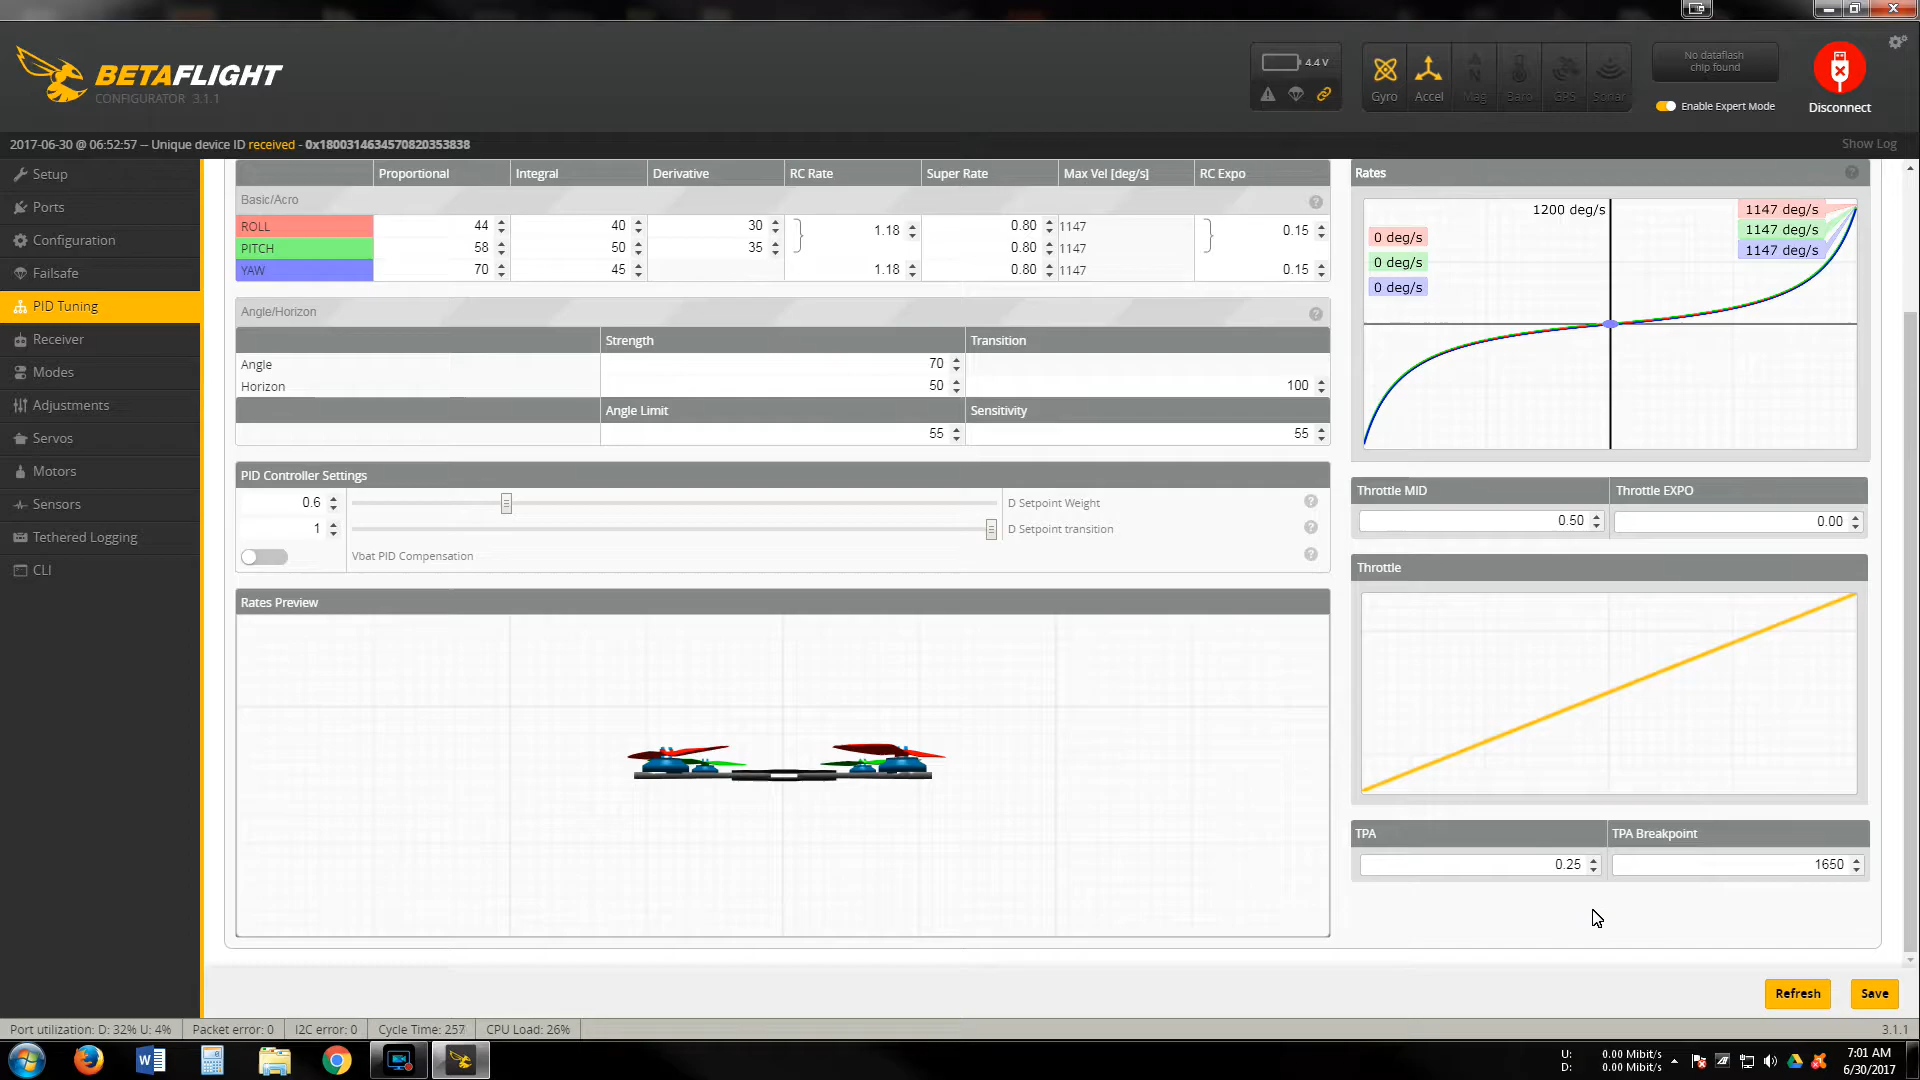 BETAFLIGHT
CONFIGURATOR 3.1.1
4.4 V
Gyro
Accel
Mag
Baro
GPS
Sonar
No dataflash
chip found
Enable Expert Mode
Disconnect
2017-06-30 @ 06:52:57 -- Unique device ID received - 0x1800314634570820353838
Show Log
Setup
Ports
Configuration
Failsafe
PID Tuning
Receiver
Modes
Adjustments
Servos
Motors
Sensors
Tethered Logging
CLI
Proportional Integral Derivative RC Rate Super Rate Max Vel [deg/s] RC Expo
Basic/Acro
ROLL 44 40 30 1.18 0.80 1147 0.15
PITCH 58 50 35 0.80 1147
YAW 70 45 1.18 0.80 1147 0.15
Angle/Horizon
Strength Transition
Angle 70
Horizon 50 100
Angle Limit Sensitivity
55 55
PID Controller Settings
0.6 D Setpoint Weight
1 D Setpoint transition
Vbat PID Compensation
Rates Preview
Rates
1200 deg/s
1147 deg/s
1147 deg/s
1147 deg/s
0 deg/s
0 deg/s
0 deg/s
Throttle MID Throttle EXPO
0.50 0.00
Throttle
TPA TPA Breakpoint
0.25 1650
Refresh Save
Port utilization: D: 32% U: 4% Packet error: 0 I2C error: 0 Cycle Time: 257 CPU Load: 26% 3.1.1
U: 0.00 Mibit/s
D: 0.00 Mibit/s
7:01 AM
6/30/2017